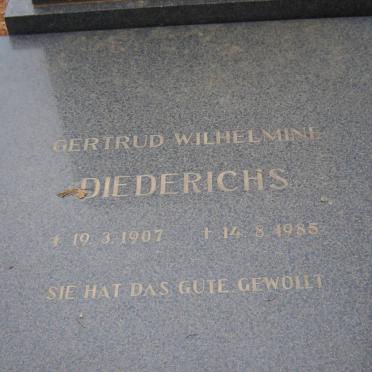 GERTRUD WILHELMINE
DIEDERICHS
* 19.3.1907 † 14.8.1985
SIE HAT DAS GUTE GEWOLLT